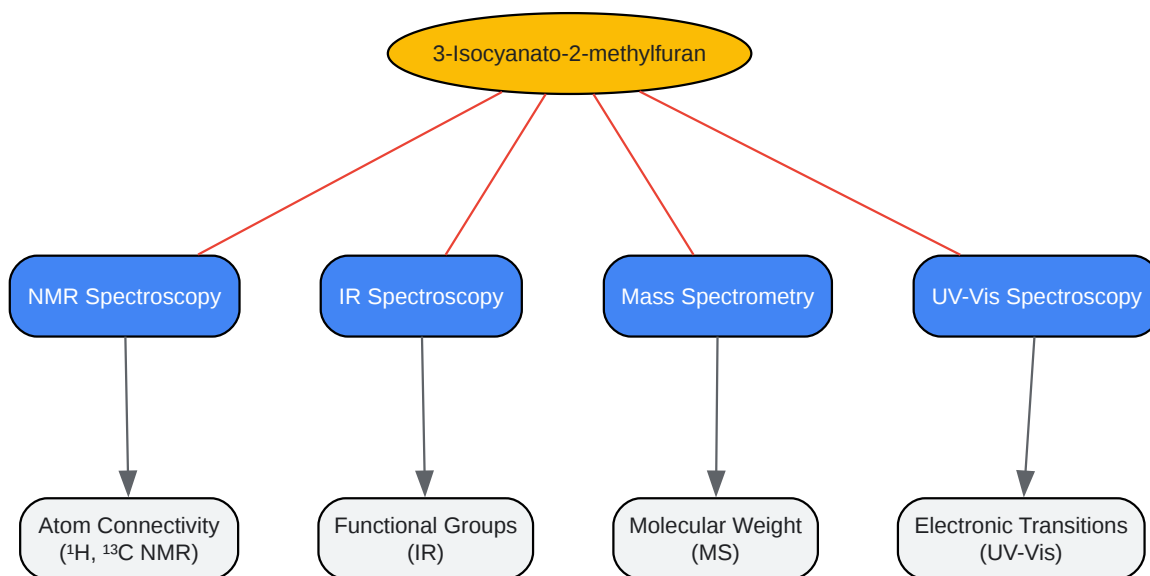 3-Isocyanato-2-methylfuran
NMR Spectroscopy
IR Spectroscopy
Mass Spectrometry
UV-Vis Spectroscopy
Atom Connectivity
(¹H, ¹³C NMR)
Functional Groups
(IR)
Molecular Weight
(MS)
Electronic Transitions
(UV-Vis)